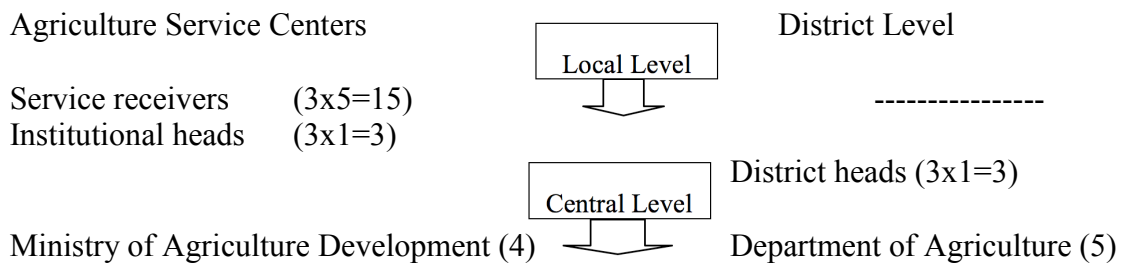 Agriculture Service Centers District Level
Local Level
Service receivers (3x5=15) ----------------
Institutional heads (3x1=3)
District heads (3x1=3)
Central Level
Ministry of Agriculture Development (4) Department of Agriculture (5)